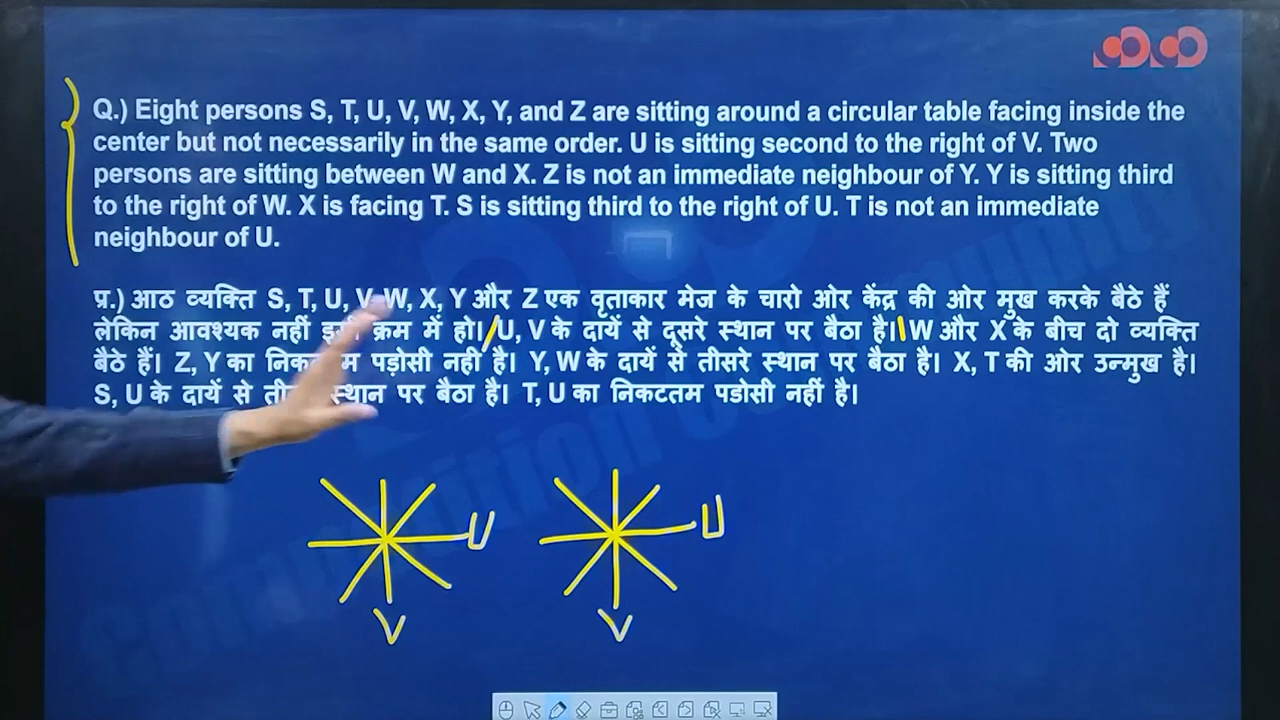 Q.) Eight persons S, T, U, V, W, X, Y, and Z are sitting around a circular table facing inside the
center but not necessarily in the same order. U is sitting second to the right of V. Two
persons are sitting between W and X. Z is not an immediate neighbour of Y. Y is sitting third
to the right of W. X is facing T. S is sitting third to the right of U. T is not an immediate
neighbour of U.
प्र.) आठ व्यक्ति S, T, U, V, W, X, Y और Z एक वृताकार मेज के चारो ओर केंद्र की ओर मुख करके बैठे हैं
लेकिन आवश्यक नहीं क्रम में हो। U, V के दायें से दूसरे स्थान पर बैठा है। W और X के बीच दो व्यक्ति
बैठे हैं। Z, Y का पड़ोसी नही है। Y, W के दायें से तीसरे स्थान पर बैठा है। X, T की ओर उन्मुख है।
S, U के दायें से स्थान पर बैठा है। T, U का निकटतम पडोसी नहीं है।
U U
V V